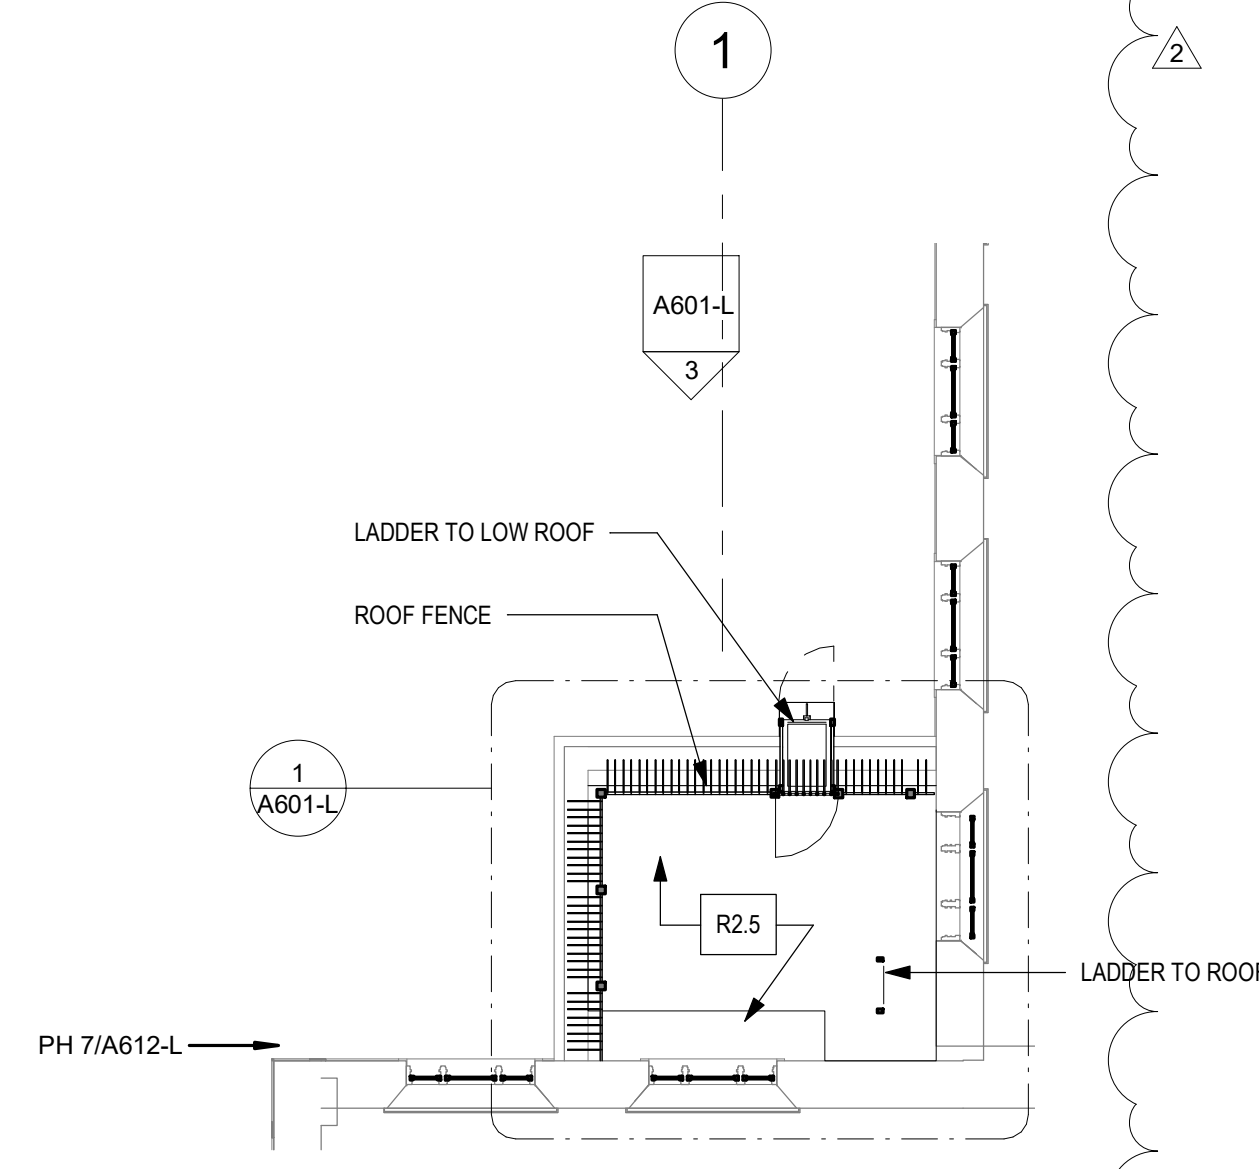 1
2
A601-L
3
LADDER TO LOW ROOF
ROOF FENCE
1
A601-L
R2.5
LADDER TO ROOF
PH 7/A612-L